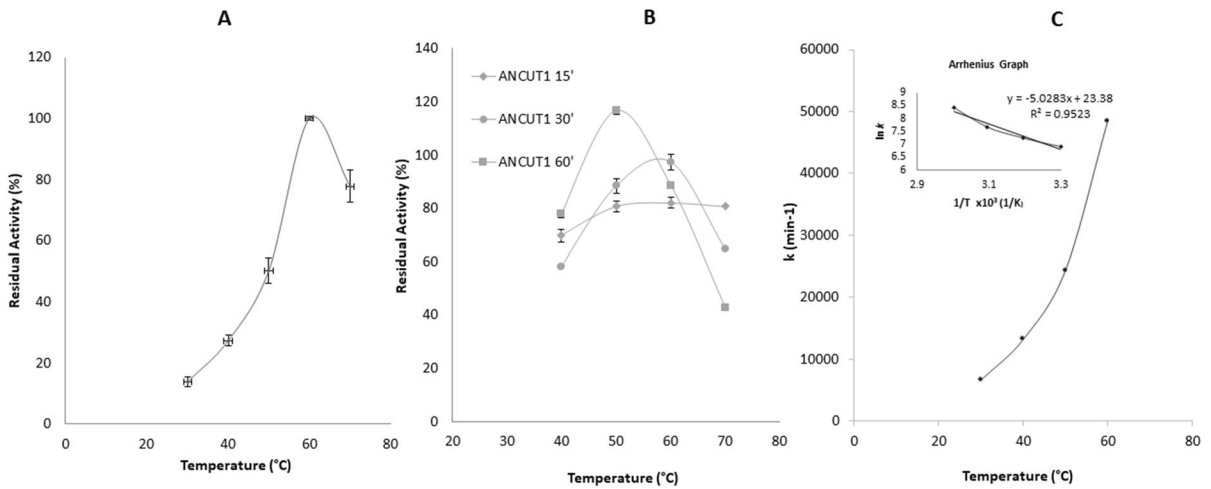 A
Residual Activity (%)
120
100
80
60
40
20
0
0
20
40
60
80
Temperature (°C)
B
Residual Activity (%)
140
120
100
80
60
40
20
0
ANCUT1 15'
ANCUT1 30'
ANCUT1 60'
20
30
40
50
60
70
80
Temperature (°C)
C
k (min-1)
60000
50000
40000
30000
20000
10000
0
Arrhenius Graph
ln k
9
8.5
8
7.5
7
6.5
6
y = -5.0283x + 23.38
R² = 0.9523
2.9
3.1
3.3
1/T x10³ (1/K)
0
20
40
60
80
Temperature (°C)